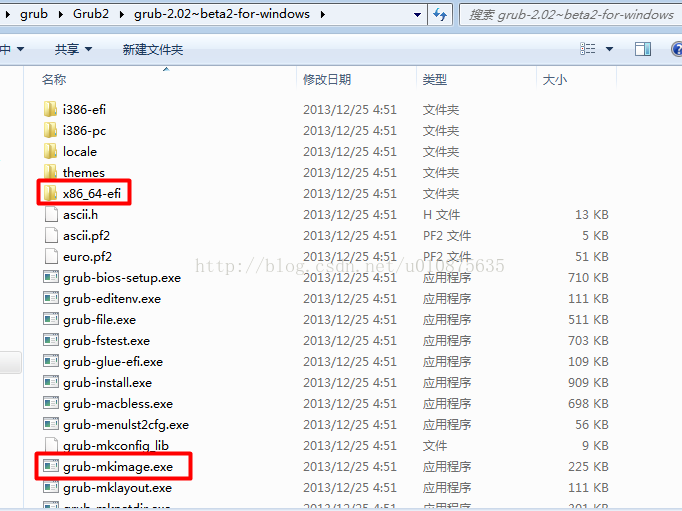 grub ▸ Grub2 ▸ grub-2.02~beta2-for-windows ▸ 搜索 grub-2.02~beta2-for-windows
中 共享 新建文件夹
名称 修改日期 类型 大小
i386-efi 2013/12/25 4:51 文件夹
i386-pc 2013/12/25 4:51 文件夹
locale 2013/12/25 4:51 文件夹
themes 2013/12/25 4:51 文件夹
x86_64-efi 2013/12/25 4:51 文件夹
ascii.h 2013/12/25 4:51 H 文件 13 KB
ascii.pf2 2013/12/25 4:51 PF2 文件 5 KB
euro.pf2 2013/12/25 4:51 PF2 文件 51 KB
http://blog.csdn.net/u010875635
grub-bios-setup.exe 2013/12/25 4:51 应用程序 710 KB
grub-editenv.exe 2013/12/25 4:51 应用程序 111 KB
grub-file.exe 2013/12/25 4:51 应用程序 511 KB
grub-fstest.exe 2013/12/25 4:51 应用程序 703 KB
grub-glue-efi.exe 2013/12/25 4:51 应用程序 109 KB
grub-install.exe 2013/12/25 4:51 应用程序 909 KB
grub-macbless.exe 2013/12/25 4:51 应用程序 698 KB
grub-menulst2cfg.exe 2013/12/25 4:51 应用程序 56 KB
grub-mkconfig_lib 2013/12/25 4:51 文件 9 KB
grub-mkimage.exe 2013/12/25 4:51 应用程序 225 KB
grub-mklayout.exe 2013/12/25 4:51 应用程序 111 KB